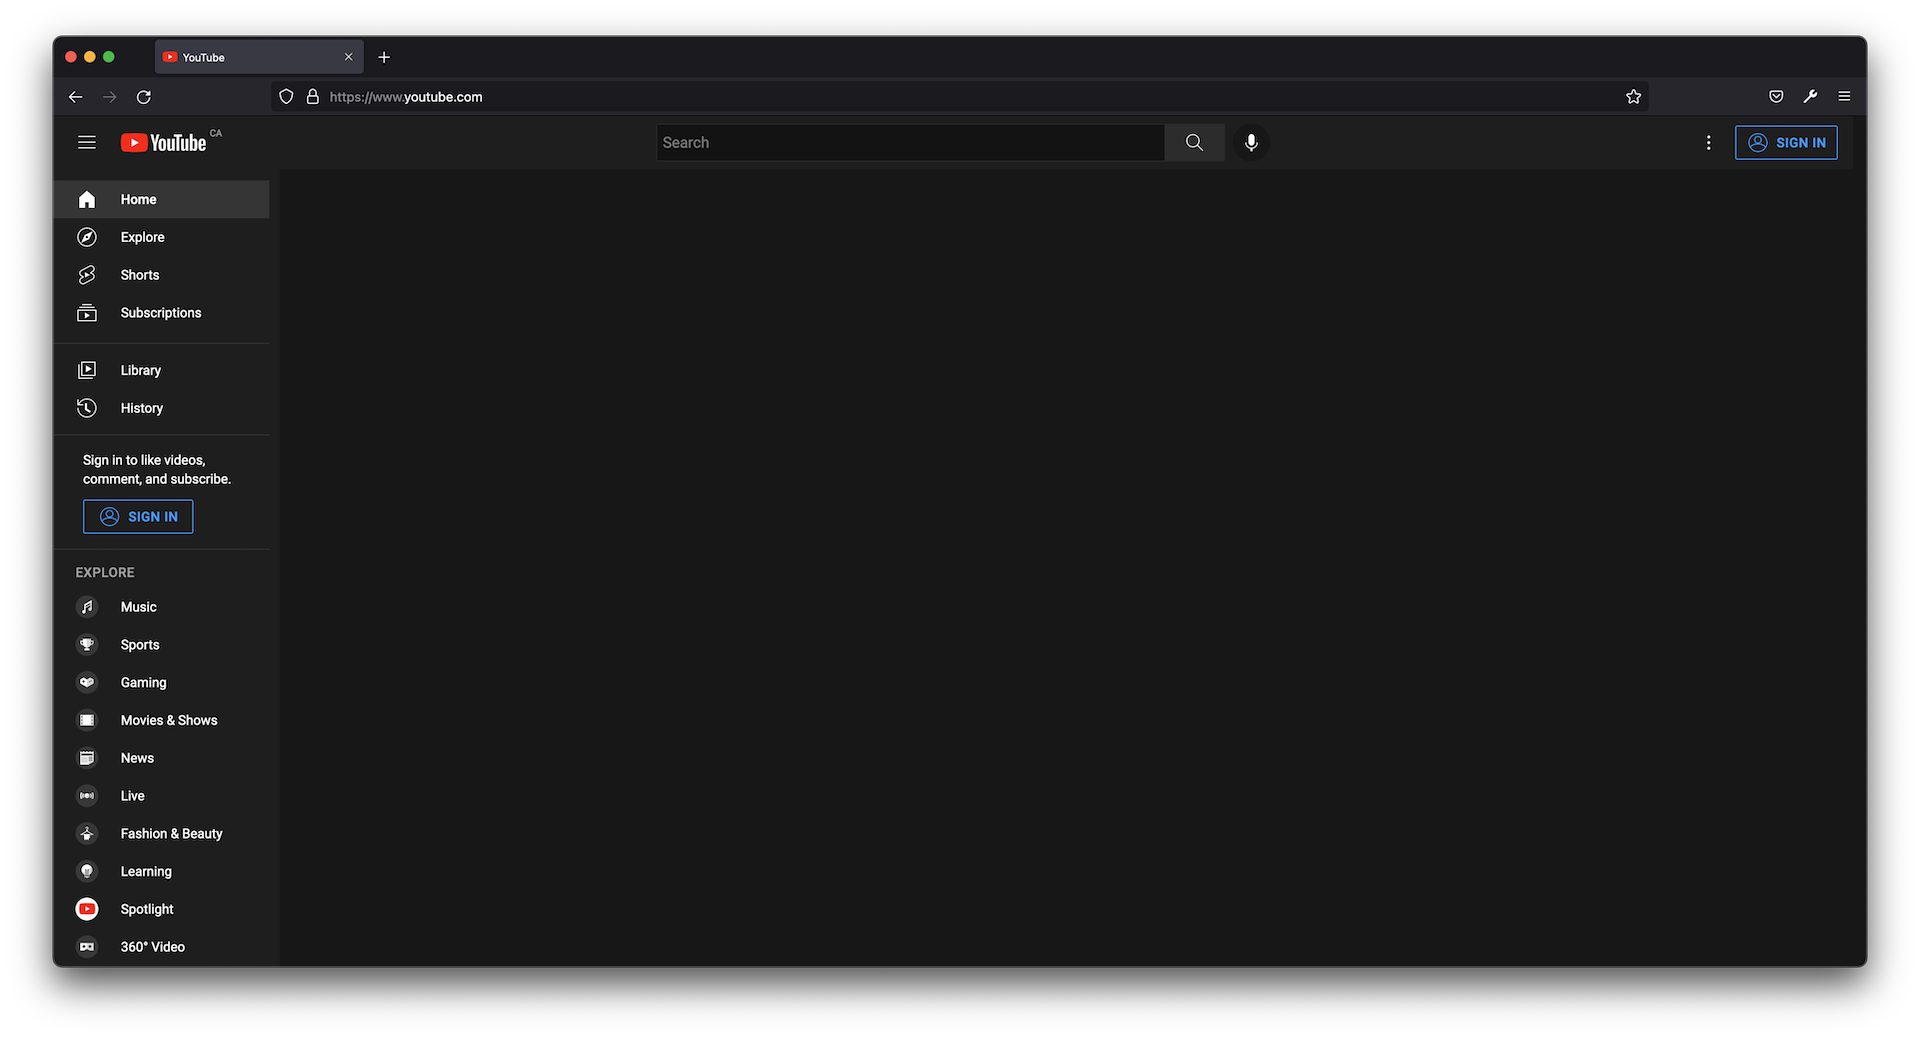 YouTube
https://www.youtube.com
YouTube CA
Search
SIGN IN
Home
Explore
Shorts
Subscriptions
Library
History
Sign in to like videos,
comment, and subscribe.
SIGN IN
EXPLORE
Music
Sports
Gaming
Movies & Shows
News
Live
Fashion & Beauty
Learning
Spotlight
360° Video